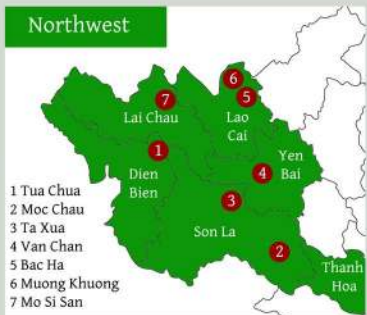 Northwest
6
7
5
Lai Chau
Lao
Cai
1
Yen
Bai
4
Dien
Bien
3
Son La
2
Thanh
Hoa
1 Tua Chua
2 Moc Chau
3 Ta Xua
4 Van Chan
5 Bac Ha
6 Muong Khuong
7 Mo Si San